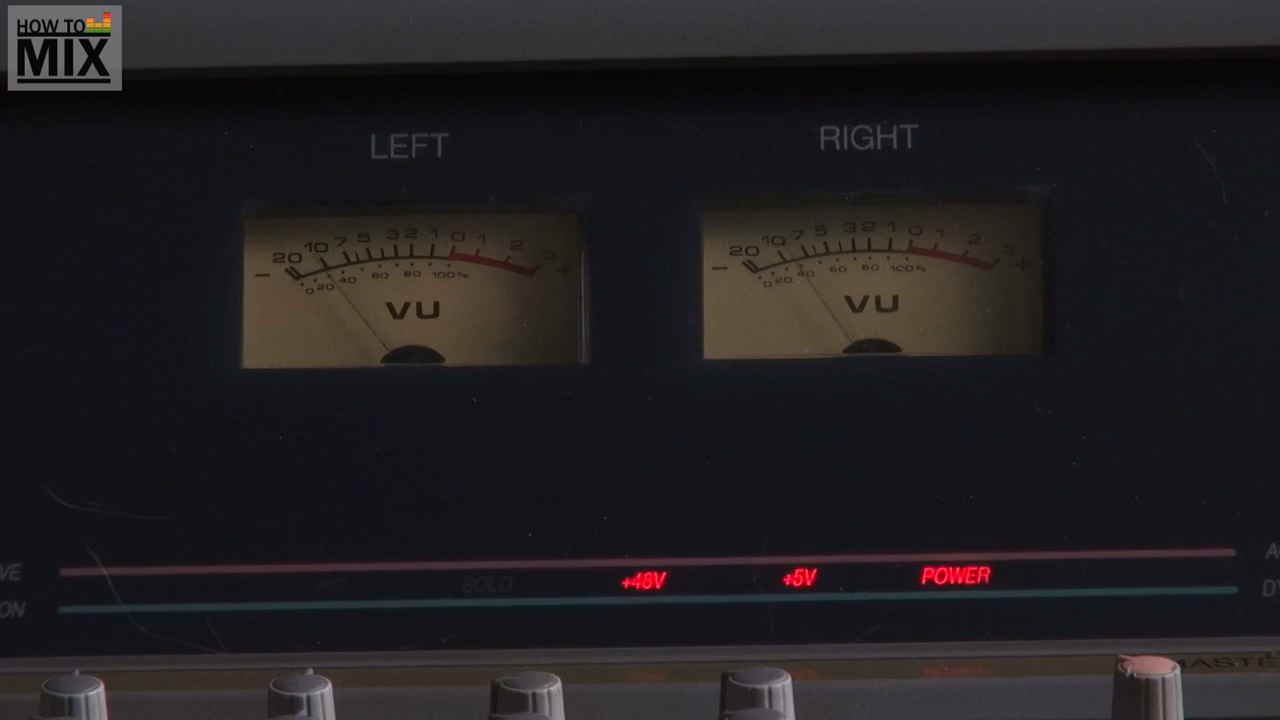 HOW TO
MIX
LEFT
RIGHT
20 10 7 5 3 2 1 0 1 2 3
- +
0 20 40 60 80 100%
VU
20 10 7 5 3 2 1 0 1 2 3
- +
0 20 40 60 80 100%
VU
SOLO +48V +5V POWER